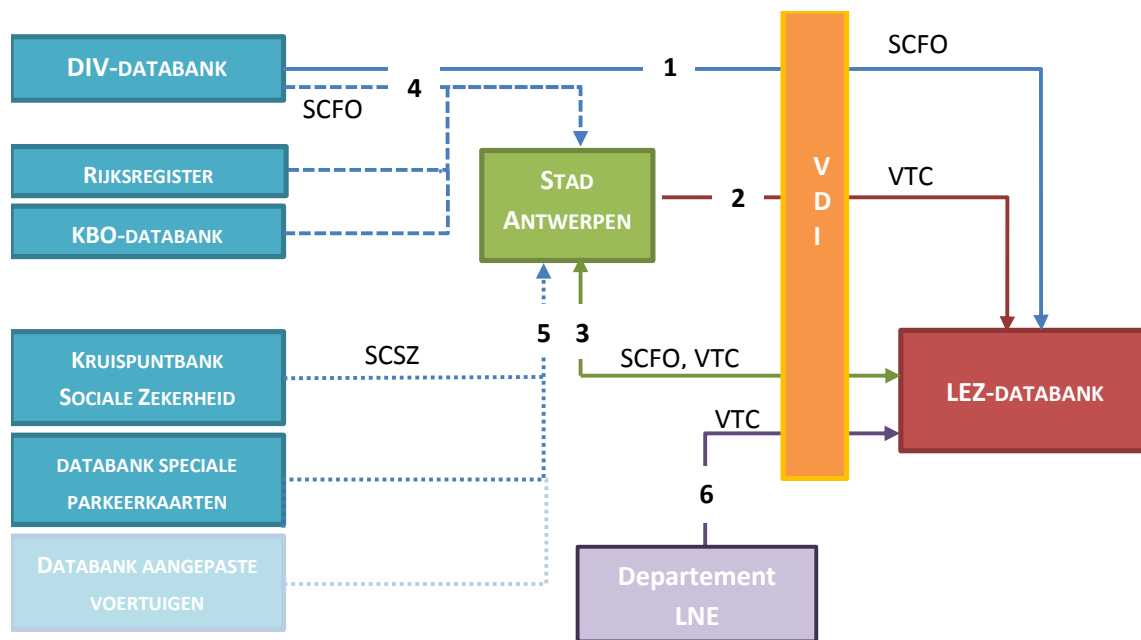 DIV-DATABANK
1
SCFO
4
SCFO
RIJKSREGISTER
KBO-DATABANK
STAD
ANTWERPEN
2
V
D
I
VTC
KRUISPUNTBANK
SOCIALE ZEKERHEID
SCSZ
5
3
SCFO, VTC
LEZ-DATABANK
VTC
DATABANK SPECIALE
PARKEERKAARTEN
6
DATABANK AANGEPASTE
VOERTUIGEN
Departement
LNE